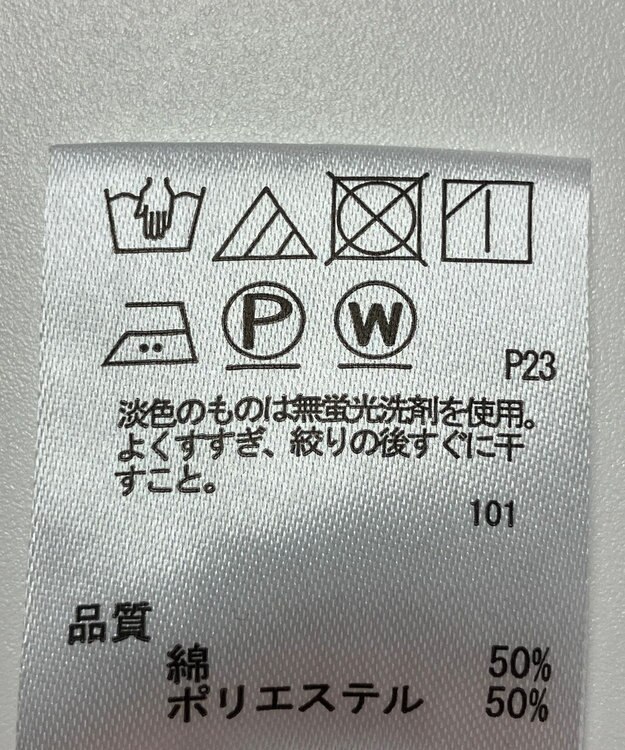 P W
P23
淡色のものは無蛍光洗剤を使用。
よくすすぎ、絞りの後すぐに干
すこと。
101
品質
綿 50%
ポリエステル 50%